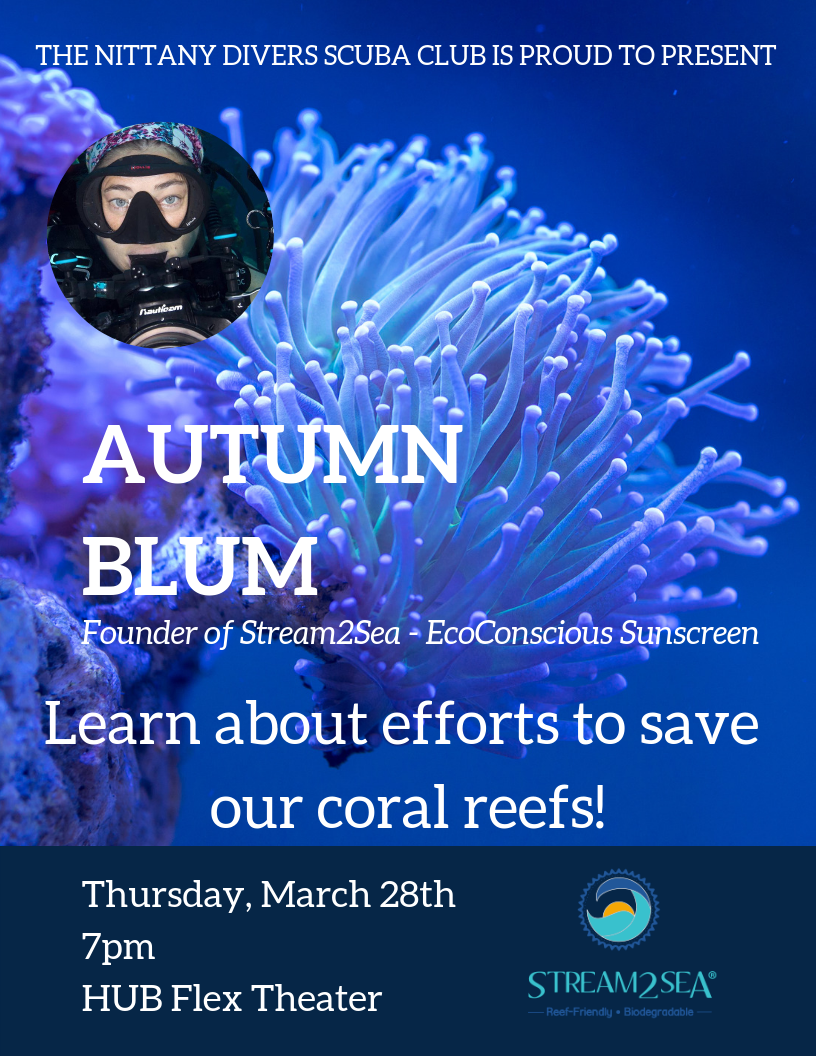 THE NITTANY DIVERS SCUBA CLUB IS PROUD TO PRESENT
nauticam
AUTUMN
BLUM
Founder of Stream2Sea - EcoConscious Sunscreen
Learn about efforts to save
our coral reefs!
Thursday, March 28th
7pm
HUB Flex Theater
STREAM2SEA®
Reef-Friendly • Biodegradable